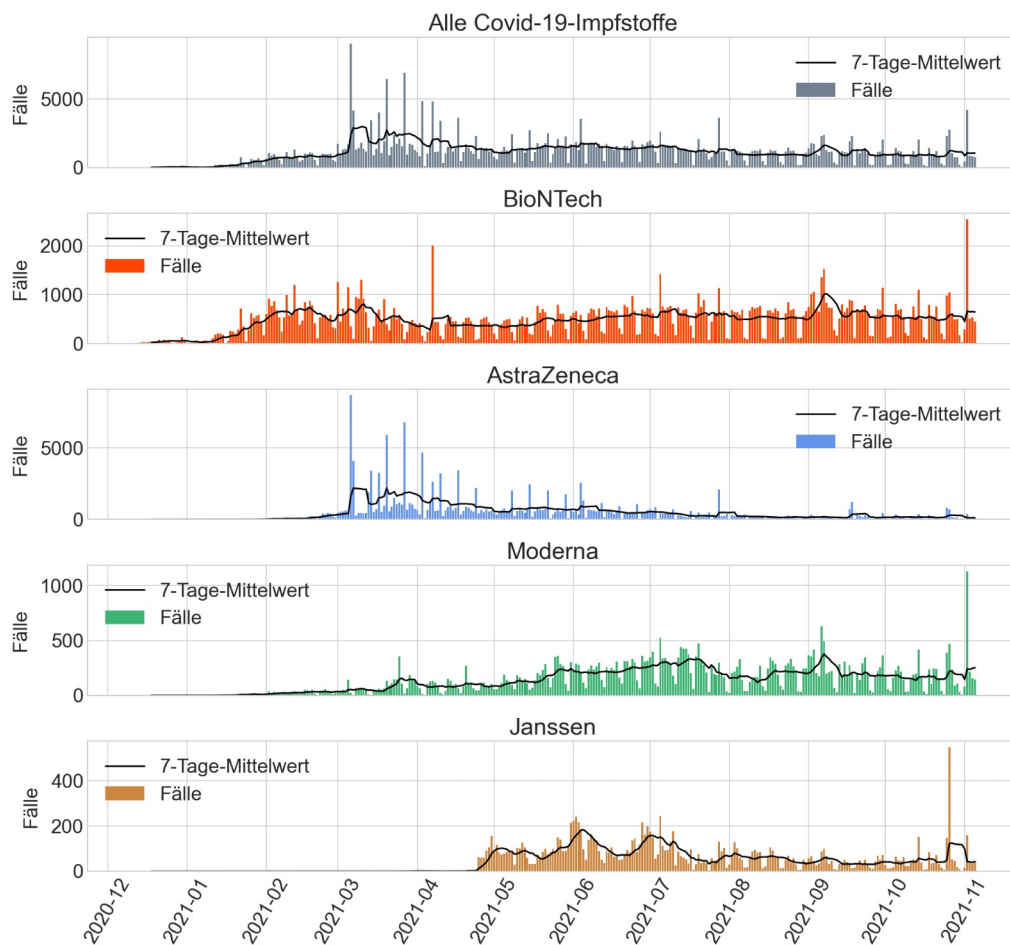 Alle Covid-19-Impfstoffe
Fälle
5000
0
7-Tage-Mittelwert
Fälle
BioNTech
Fälle
2000
1000
0
7-Tage-Mittelwert
Fälle
AstraZeneca
Fälle
5000
0
7-Tage-Mittelwert
Fälle
Moderna
Fälle
1000
500
0
7-Tage-Mittelwert
Fälle
Janssen
Fälle
400
200
0
7-Tage-Mittelwert
Fälle
2020-12
2021-01
2021-02
2021-03
2021-04
2021-05
2021-06
2021-07
2021-08
2021-09
2021-10
2021-11